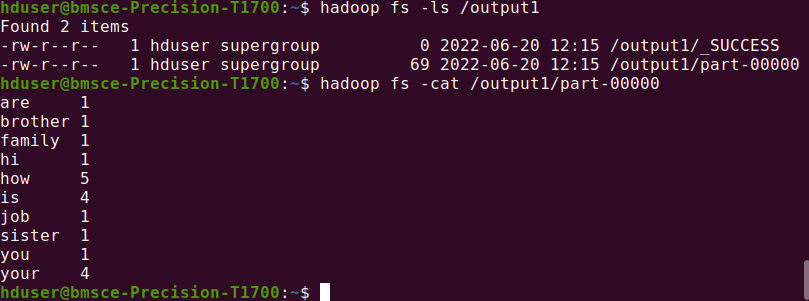 hduser@bmsce-Precision-T1700:~$ hadoop fs -ls /output1
Found 2 items
-rw-r--r--   1 hduser supergroup          0 2022-06-20 12:15 /output1/_SUCCESS
-rw-r--r--   1 hduser supergroup         69 2022-06-20 12:15 /output1/part-00000
hduser@bmsce-Precision-T1700:~$ hadoop fs -cat /output1/part-00000
are     1
brother 1
family  1
hi      1
how     5
is      4
job     1
sister  1
you     1
your    4
hduser@bmsce-Precision-T1700:~$